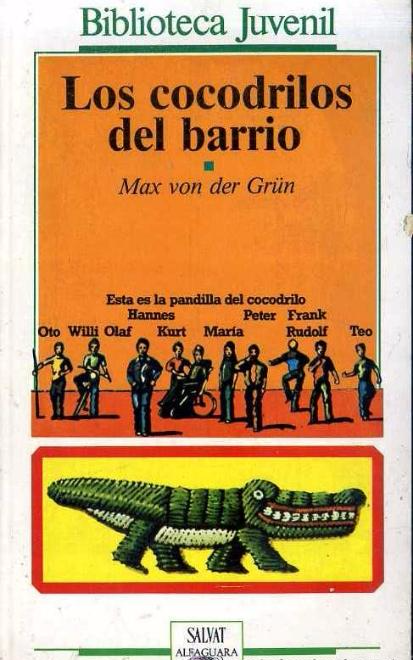 Biblioteca Juvenil
Los cocodrilos
del barrio
Max von der Grün
Esta es la pandilla del cocodrilo
Hannes Peter Frank
Oto Willi Olaf Kurt María Rudolf Teo
SALVAT
ALFAGUARA